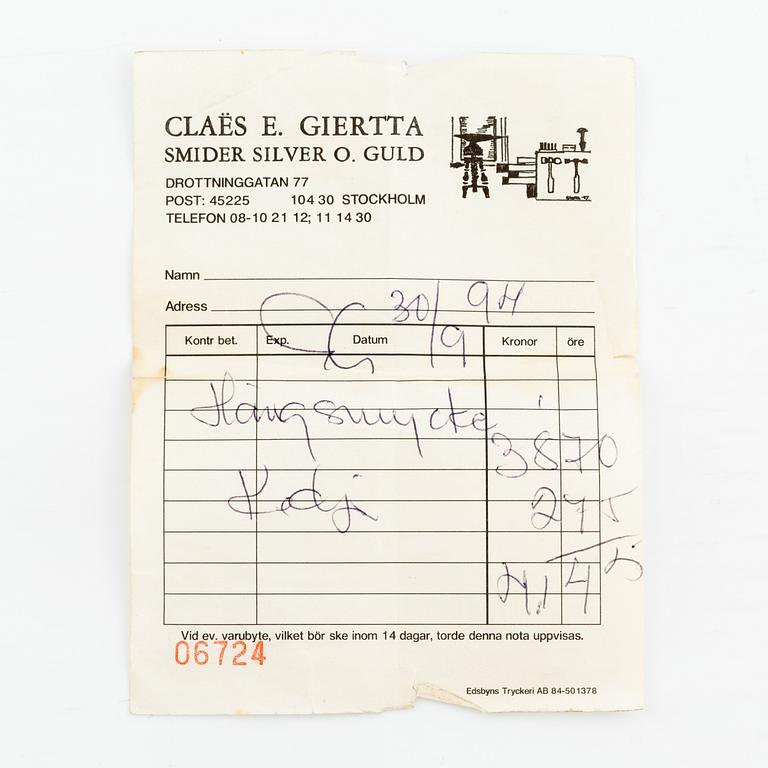 CLAËS E. GIERTTA
SMIDER SILVER O. GULD
DROTTNINGGATAN 77
POST: 45225 104 30 STOCKHOLM
TELEFON 08-10 21 12; 11 14 30
Namn
Adress
30/9 94
Kontr bet. Exp. Datum Kronor öre
Hängsmycke
3870
Kedja
275
4145
Vid ev. varubyte, vilket bör ske inom 14 dagar, torde denna nota uppvisas.
06724
Edsbyns Tryckeri AB 84-501378